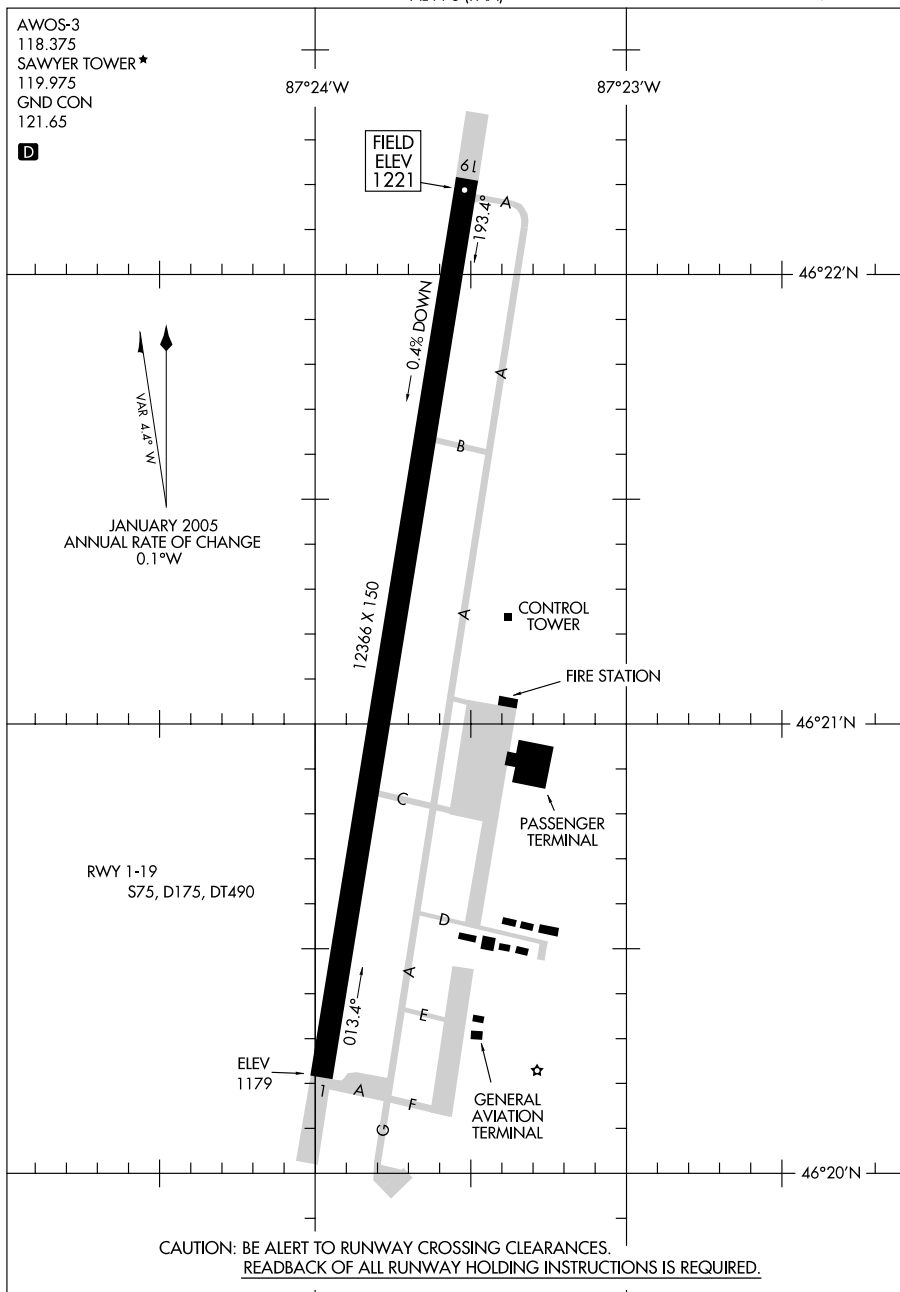 AWOS-3
118.375
SAWYER TOWER★
119.975
GND CON
121.65
D
87°24'W
87°23'W
FIELD
ELEV
1221
19
A
193.4°
46°22'N
0.4% DOWN
A
VAR 4.4° W
B
JANUARY 2005
ANNUAL RATE OF CHANGE
0.1°W
12366 X 150
A
CONTROL
TOWER
FIRE STATION
46°21'N
C
PASSENGER
TERMINAL
RWY 1-19
S75, D175, DT490
D
A
013.4°
E
ELEV
1179
1
A
F
G
GENERAL
AVIATION
TERMINAL
46°20'N
CAUTION: BE ALERT TO RUNWAY CROSSING CLEARANCES.
READBACK OF ALL RUNWAY HOLDING INSTRUCTIONS IS REQUIRED.